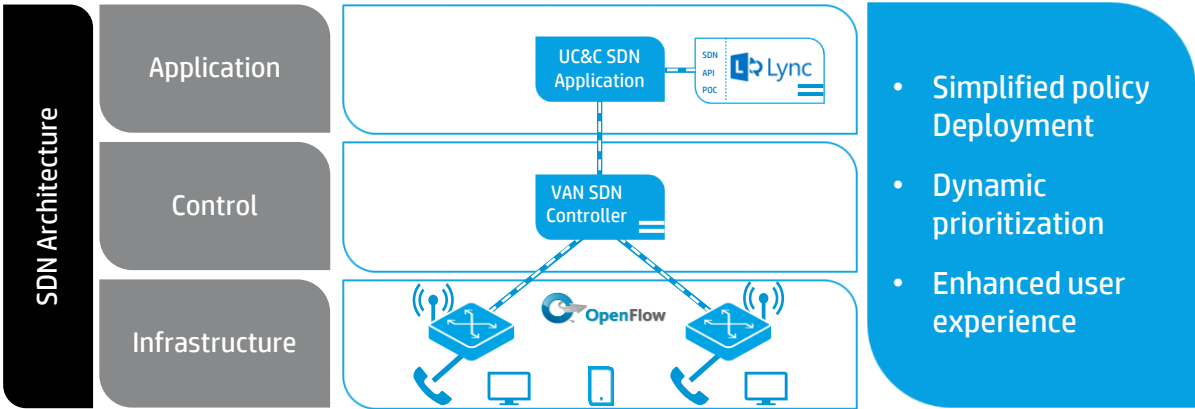 SDN Architecture
Application
UC&C SDN
Application
SDN
API
POC
Lync
Control
VAN SDN
Controller
Infrastructure
OpenFlow
• Simplified policy
Deployment
• Dynamic
prioritization
• Enhanced user
experience